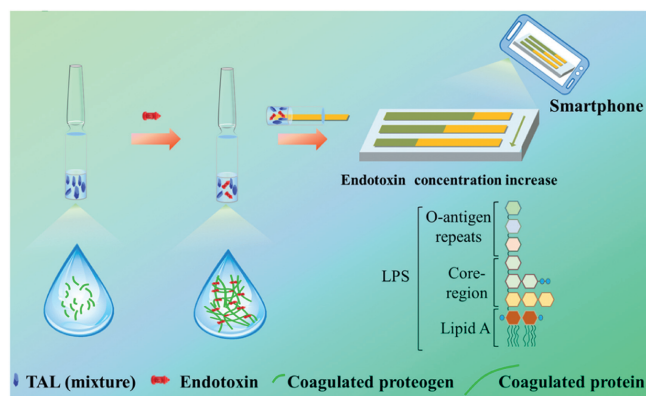 Smartphone
Endotoxin concentration increase
O-antigen
repeats
LPS
Core-
region
Lipid A
TAL (mixture)
Endotoxin
Coagulated proteogen
Coagulated protein